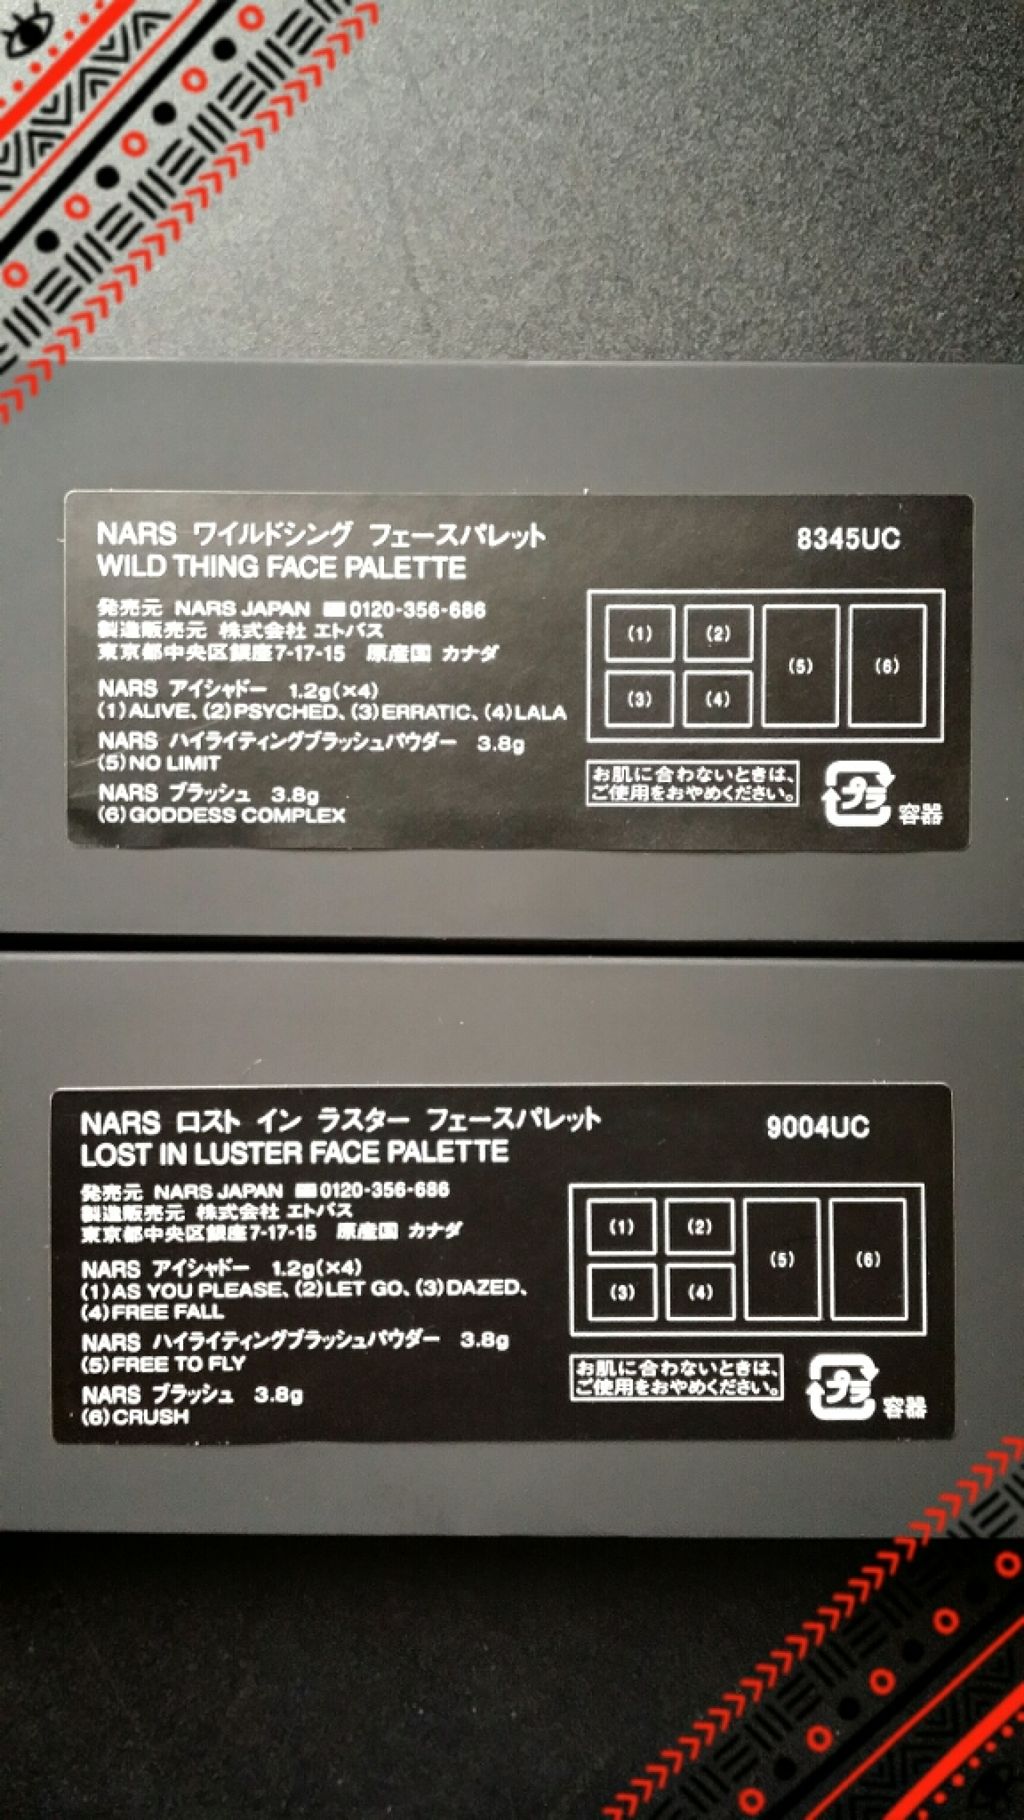 NARS ワイルドシング フェースパレット
8345UC
WILD THING FACE PALETTE
発売元 NARS JAPAN 0120-356-686
製造販売元 株式会社 エトバス
東京都中央区銀座7-17-15 原産国 カナダ
NARS アイシャドー 1.2g(×4)
(1)ALIVE、(2)PSYCHED、(3)ERRATIC、(4)LALA
NARS ハイライティングブラッシュパウダー 3.8g
(5)NO LIMIT
NARS ブラッシュ 3.8g
(6)GODDESS COMPLEX
(1) (2) (5) (6)
(3) (4)
お肌に合わないときは、
ご使用をおやめください。
プラ
容器
NARS ロスト イン ラスター フェースパレット
9004UC
LOST IN LUSTER FACE PALETTE
発売元 NARS JAPAN 0120-356-686
製造販売元 株式会社 エトバス
東京都中央区銀座7-17-15 原産国 カナダ
NARS アイシャドー 1.2g(×4)
(1)AS YOU PLEASE、(2)LET GO、(3)DAZED、
(4)FREE FALL
NARS ハイライティングブラッシュパウダー 3.8g
(5)FREE TO FLY
NARS ブラッシュ 3.8g
(6)CRUSH
(1) (2) (5) (6)
(3) (4)
お肌に合わないときは、
ご使用をおやめください。
プラ
容器